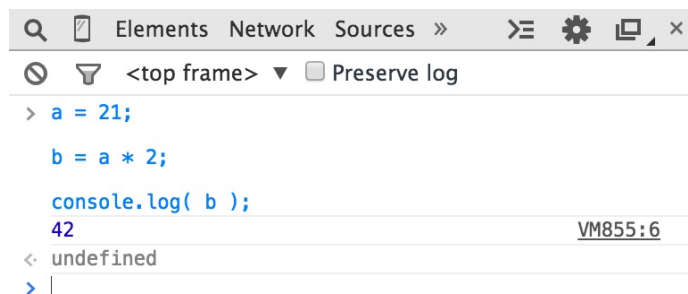 Elements Network Sources »
<top frame> ▼ Preserve log
> a = 21;
b = a * 2;
console.log( b );
42 VM855:6
undefined
>